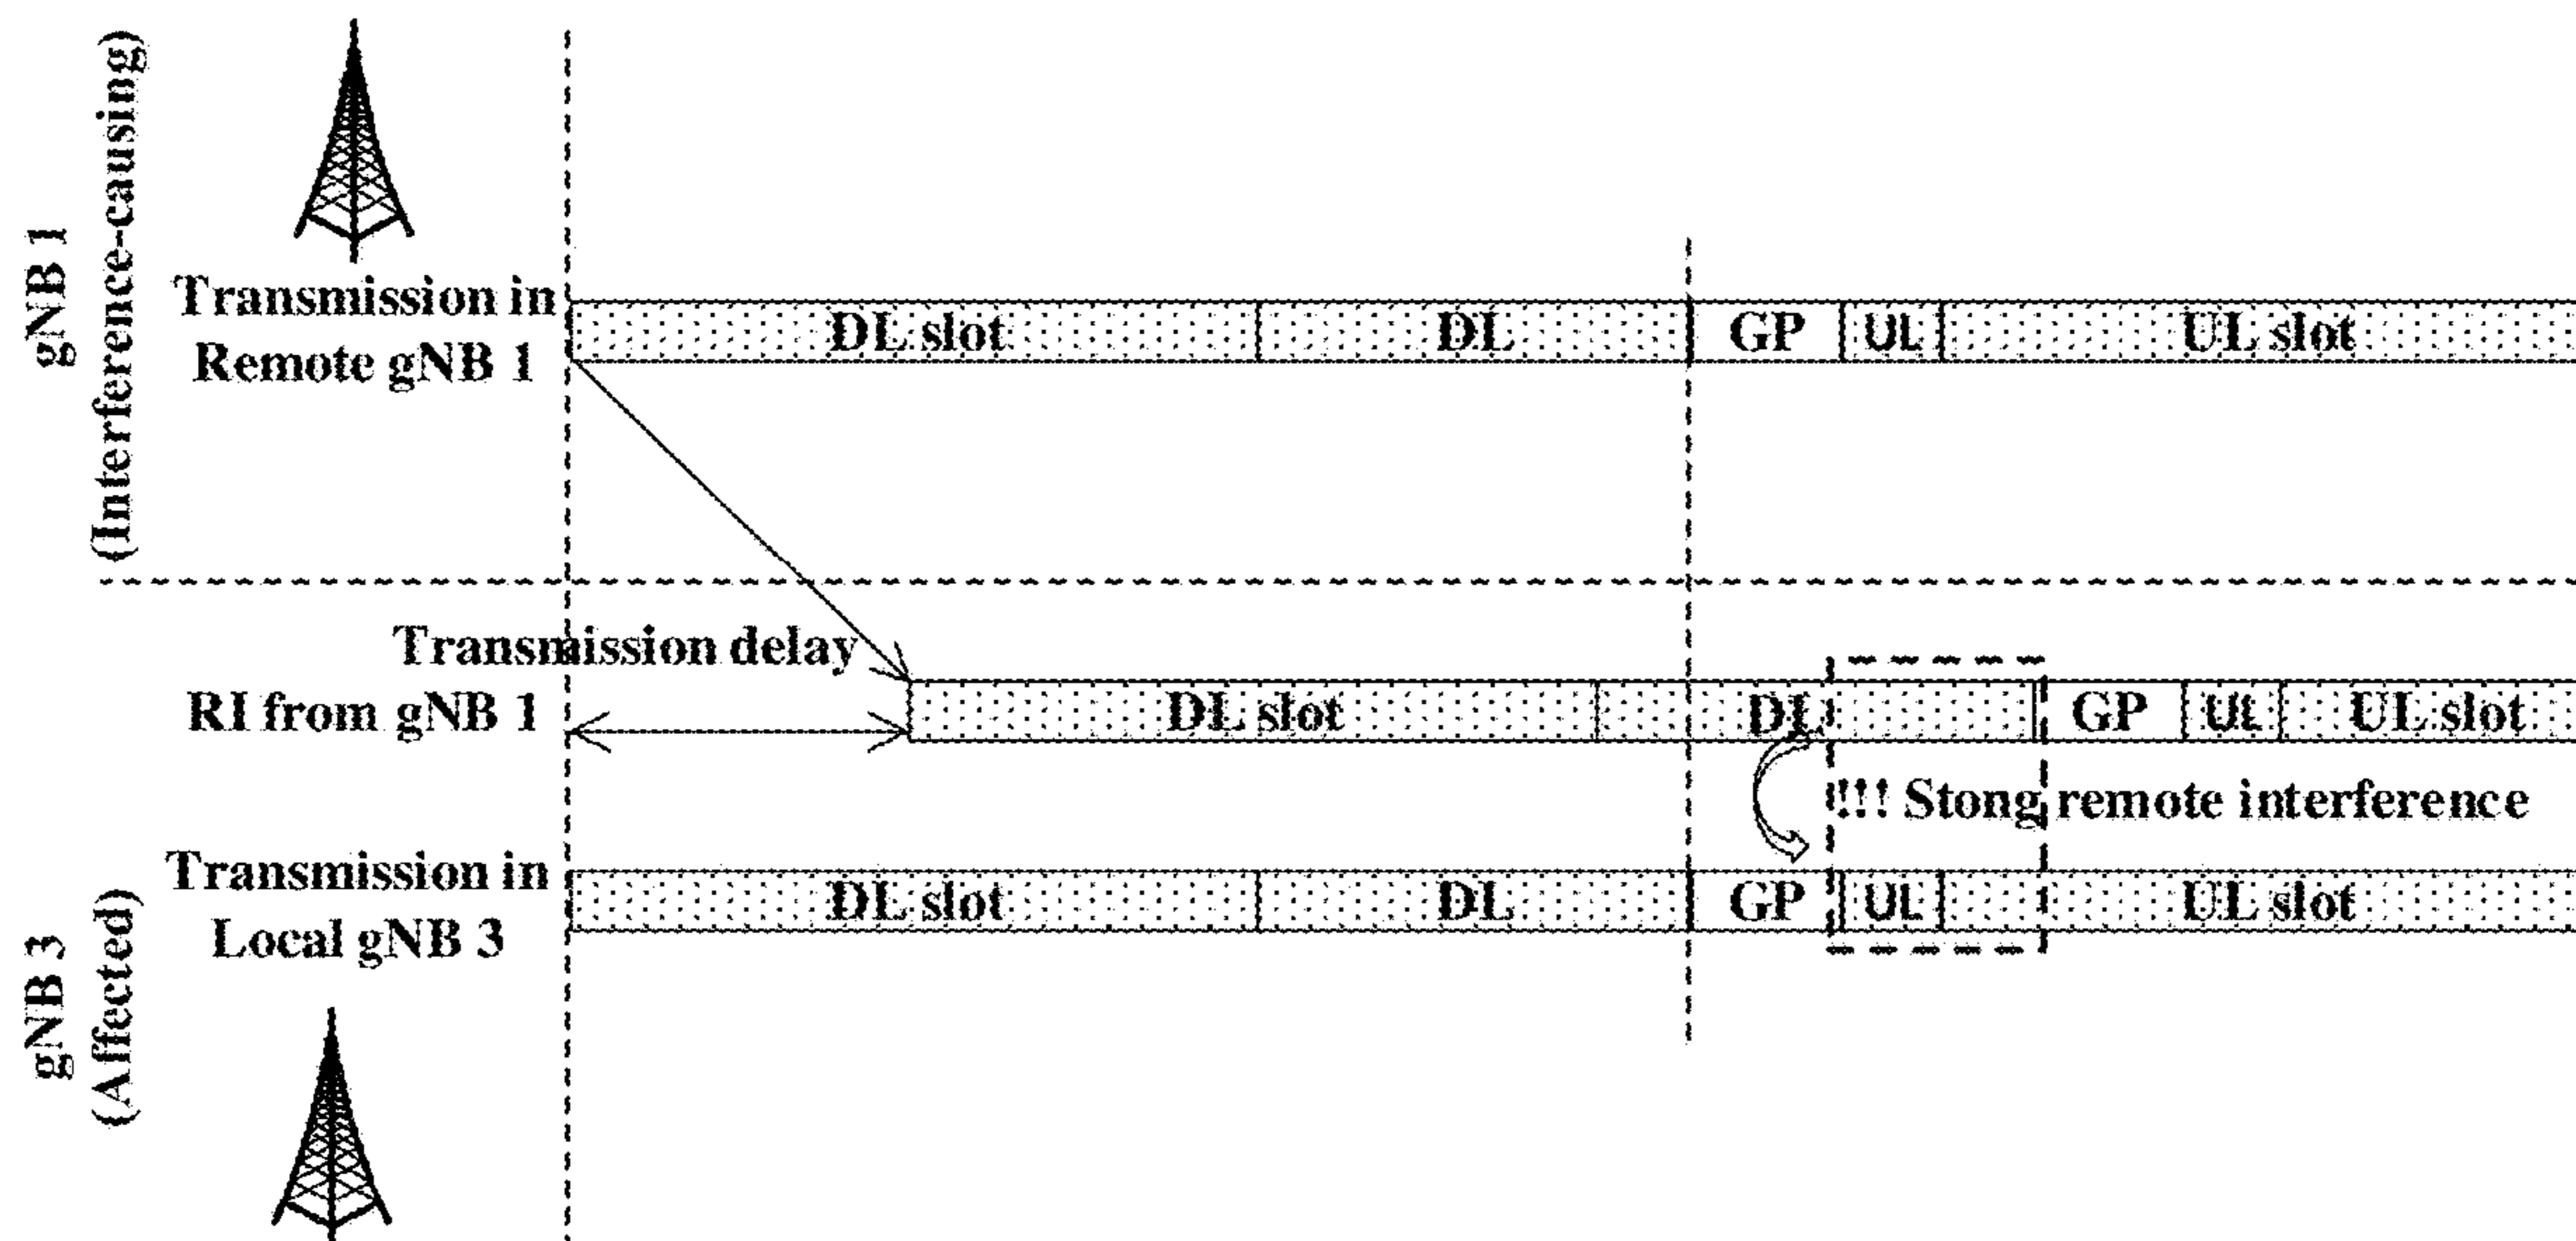 gNB 1
(Interference-causing)
Transmission in
Remote gNB 1
DL slot DL GP UL UL slot
Transmission delay
RI from gNB 1
DL slot DL GP UL UL slot
!!! Stong remote interference
gNB 3
(Affected)
Transmission in
Local gNB 3
DL slot DL GP UL UL slot